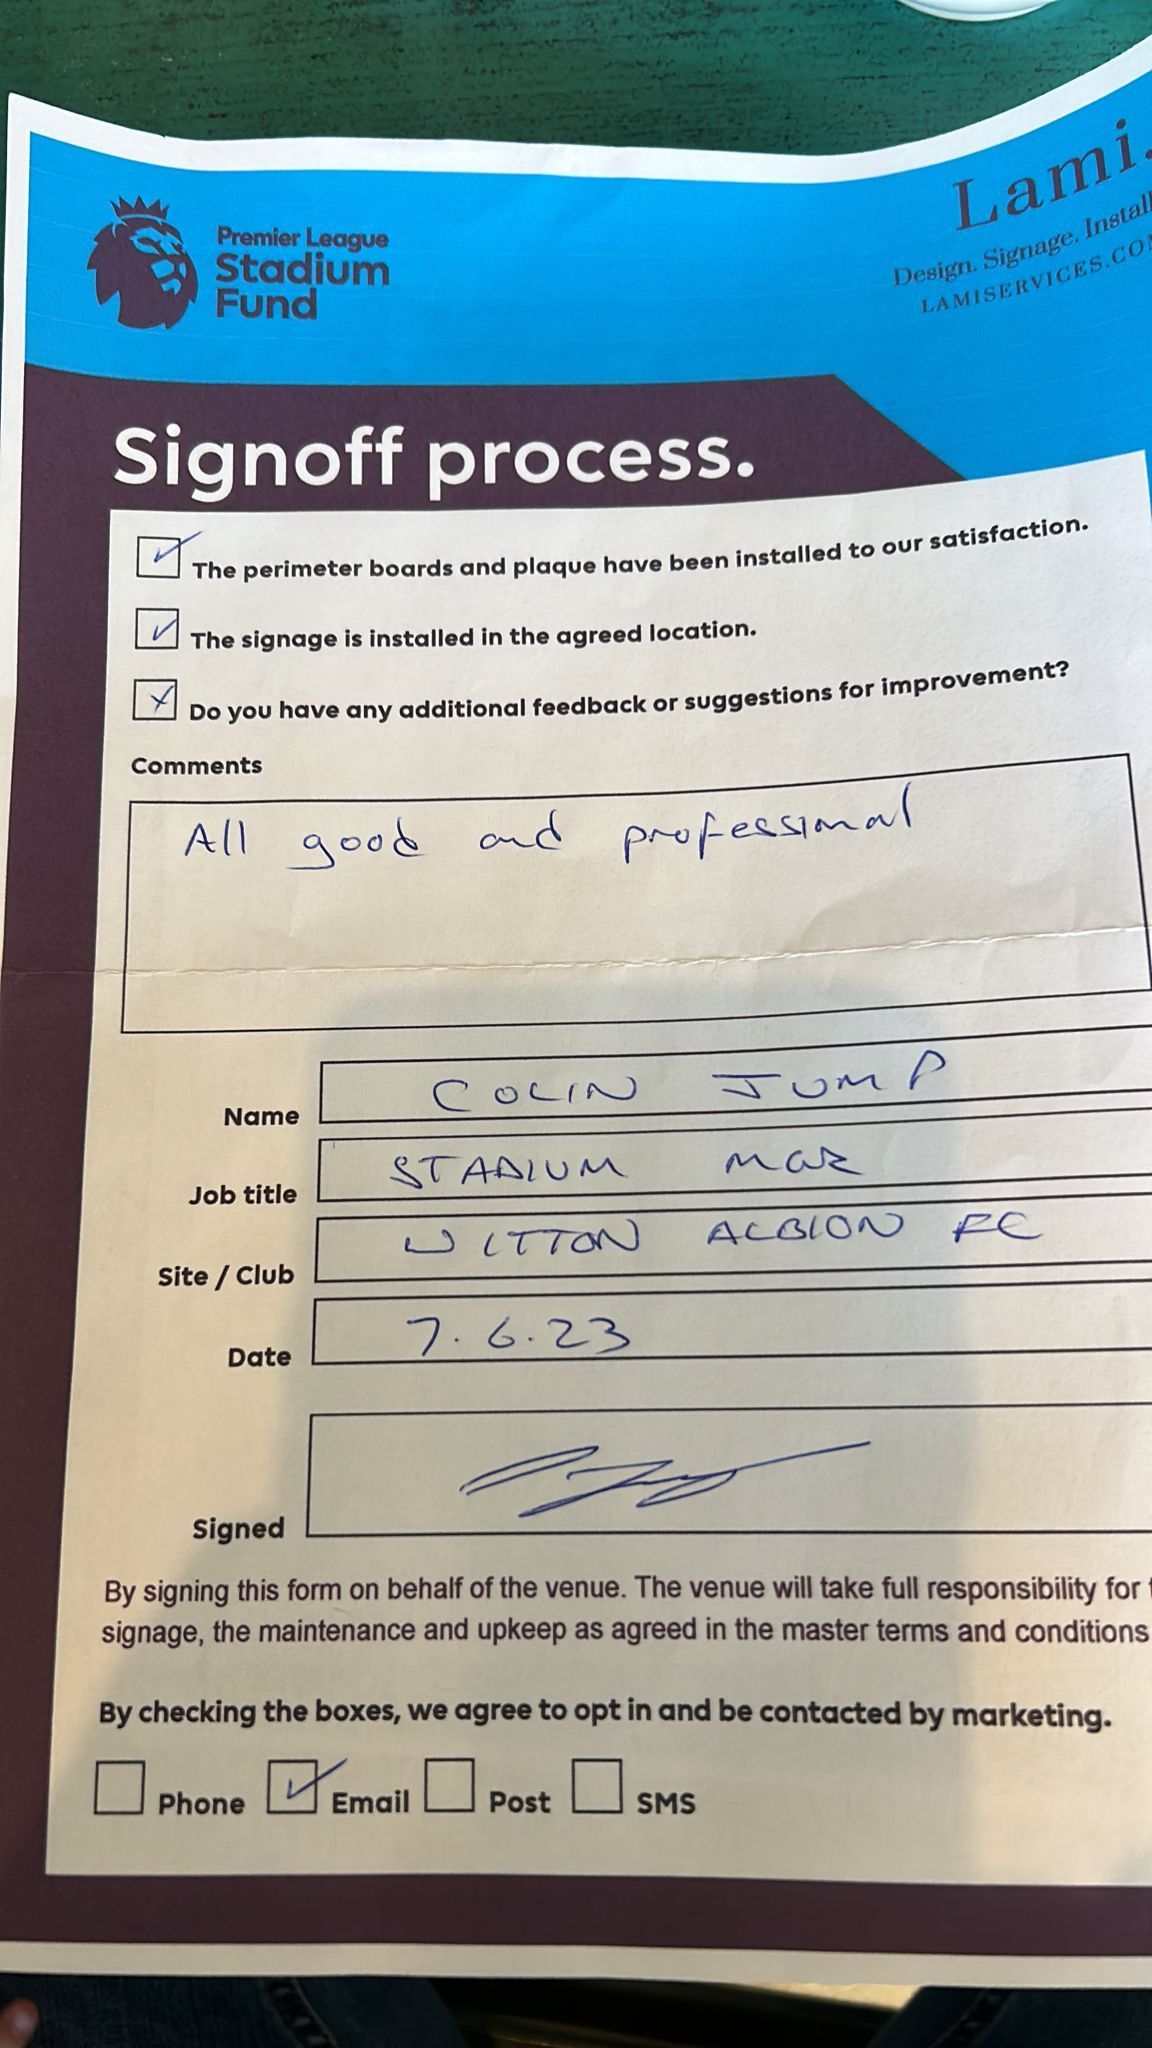 Premier League
Stadium
Fund
Lami.
Design. Signage. Install
LAMISERVICES.CO
Signoff process.
The perimeter boards and plaque have been installed to our satisfaction.
The signage is installed in the agreed location.
Do you have any additional feedback or suggestions for improvement?
Comments
All good and professional
Name COLIN JUMP
Job title STADIUM MGR
Site / Club WITTON ALBION FC
Date 7.6.23
Signed
By signing this form on behalf of the venue. The venue will take full responsibility for
signage, the maintenance and upkeep as agreed in the master terms and conditions
By checking the boxes, we agree to opt in and be contacted by marketing.
Phone Email Post SMS